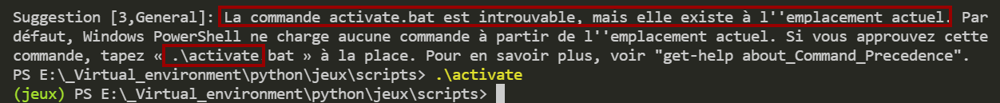 Suggestion [3,General]: La commande activate.bat est introuvable, mais elle existe à l''emplacement actuel. Par
défaut, Windows PowerShell ne charge aucune commande à partir de l''emplacement actuel. Si vous approuvez cette
commande, tapez « .\activate bat » à la place. Pour en savoir plus, voir "get-help about_Command_Precedence".
PS E:\_Virtual_environment\python\jeux\scripts> .\activate
(jeux) PS E:\_Virtual_environment\python\jeux\scripts>